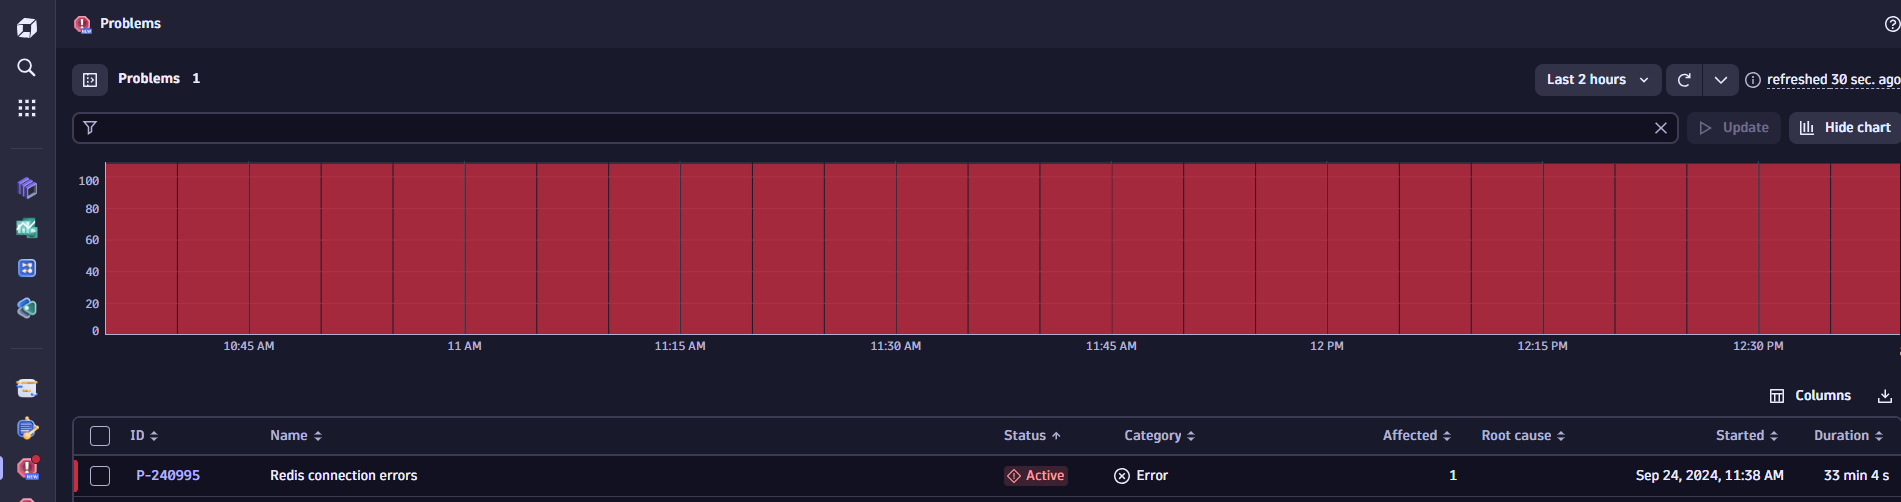 Problems
Problems 1
Last 2 hours
refreshed 30 sec. ago
Update
Hide chart
100
80
60
40
20
0
10:45 AM 11 AM 11:15 AM 11:30 AM 11:45 AM 12 PM 12:15 PM 12:30 PM
Columns
ID Name Status Category Affected Root cause Started Duration
P-240995 Redis connection errors Active Error 1 Sep 24, 2024, 11:38 AM 33 min 4 s